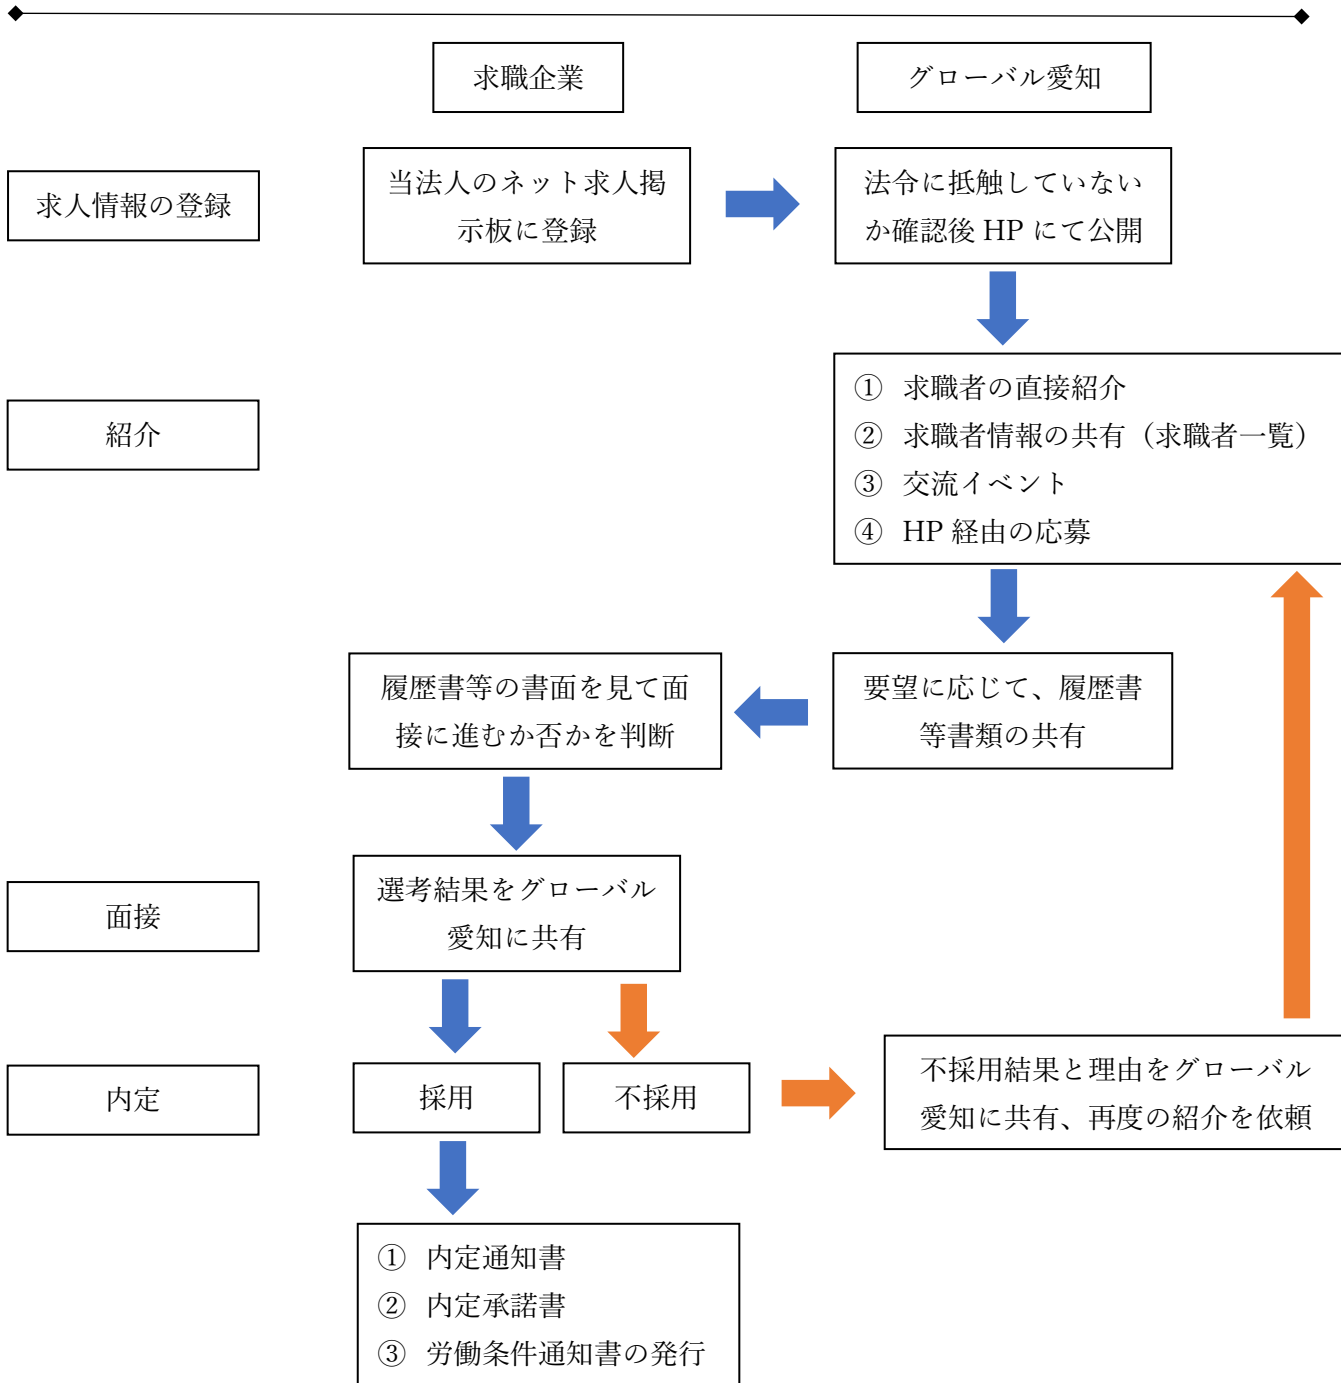 求職企業
グローバル愛知
求人情報の登録
当法人のネット求人掲
示板に登録
法令に抵触していない
か確認後 HP にて公開
紹介
① 求職者の直接紹介
② 求職者情報の共有（求職者一覧）
③ 交流イベント
④ HP 経由の応募
履歴書等の書面を見て面
接に進むか否かを判断
要望に応じて、履歴書
等書類の共有
面接
選考結果をグローバル
愛知に共有
内定
採用
不採用
不採用結果と理由をグローバル
愛知に共有、再度の紹介を依頼
① 内定通知書
② 内定承諾書
③ 労働条件通知書の発行